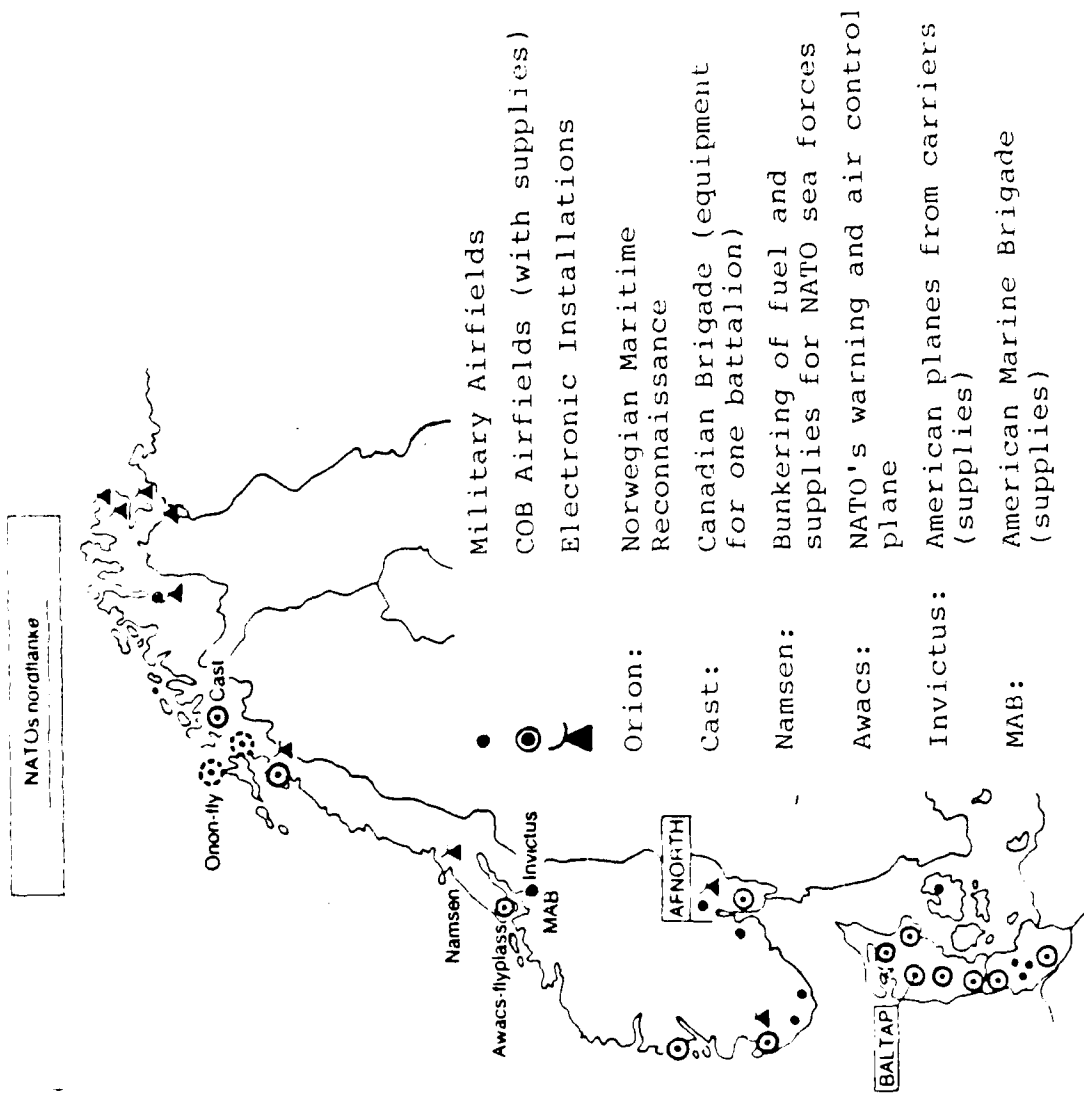 NATOs nordflanke
Onon-fly
Cast
Namsen
Awacs-flyplass
Invictus
MAB
AFNORTH
BALTAP
Military Airfields
COB Airfields (with supplies)
Electronic Installations
Orion: Norwegian Maritime
Reconnaissance
Cast: Canadian Brigade (equipment
for one battalion)
Namsen: Bunkering of fuel and
supplies for NATO sea forces
Awacs: NATO's warning and air control
plane
Invictus: American planes from carriers
(supplies)
MAB: American Marine Brigade
(supplies)